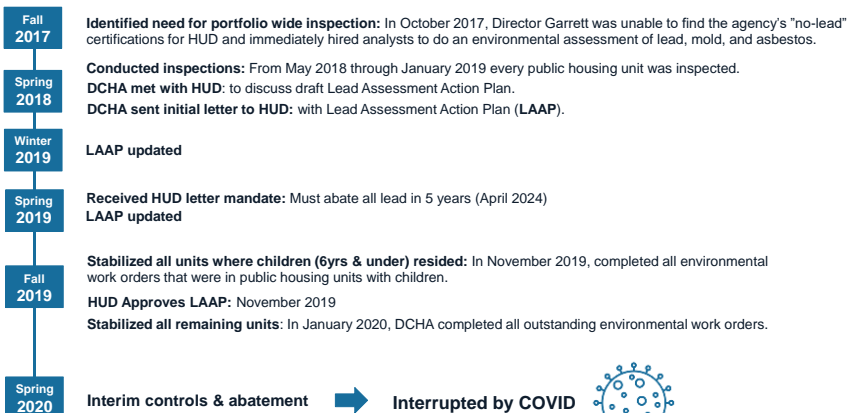 Fall
2017
Identified need for portfolio wide inspection: In October 2017, Director Garrett was unable to find the agency's "no-lead"
certifications for HUD and immediately hired analysts to do an environmental assessment of lead, mold, and asbestos.
Spring
2018
Conducted inspections: From May 2018 through January 2019 every public housing unit was inspected.
DCHA met with HUD: to discuss draft Lead Assessment Action Plan.
DCHA sent initial letter to HUD: with Lead Assessment Action Plan (LAAP).
Winter
2019
LAAP updated
Spring
2019
Received HUD letter mandate: Must abate all lead in 5 years (April 2024)
LAAP updated
Fall
2019
Stabilized all units where children (6yrs & under) resided: In November 2019, completed all environmental
work orders that were in public housing units with children.
HUD Approves LAAP: November 2019
Stabilized all remaining units: In January 2020, DCHA completed all outstanding environmental work orders.
Spring
2020
Interim controls & abatement
Interrupted by COVID